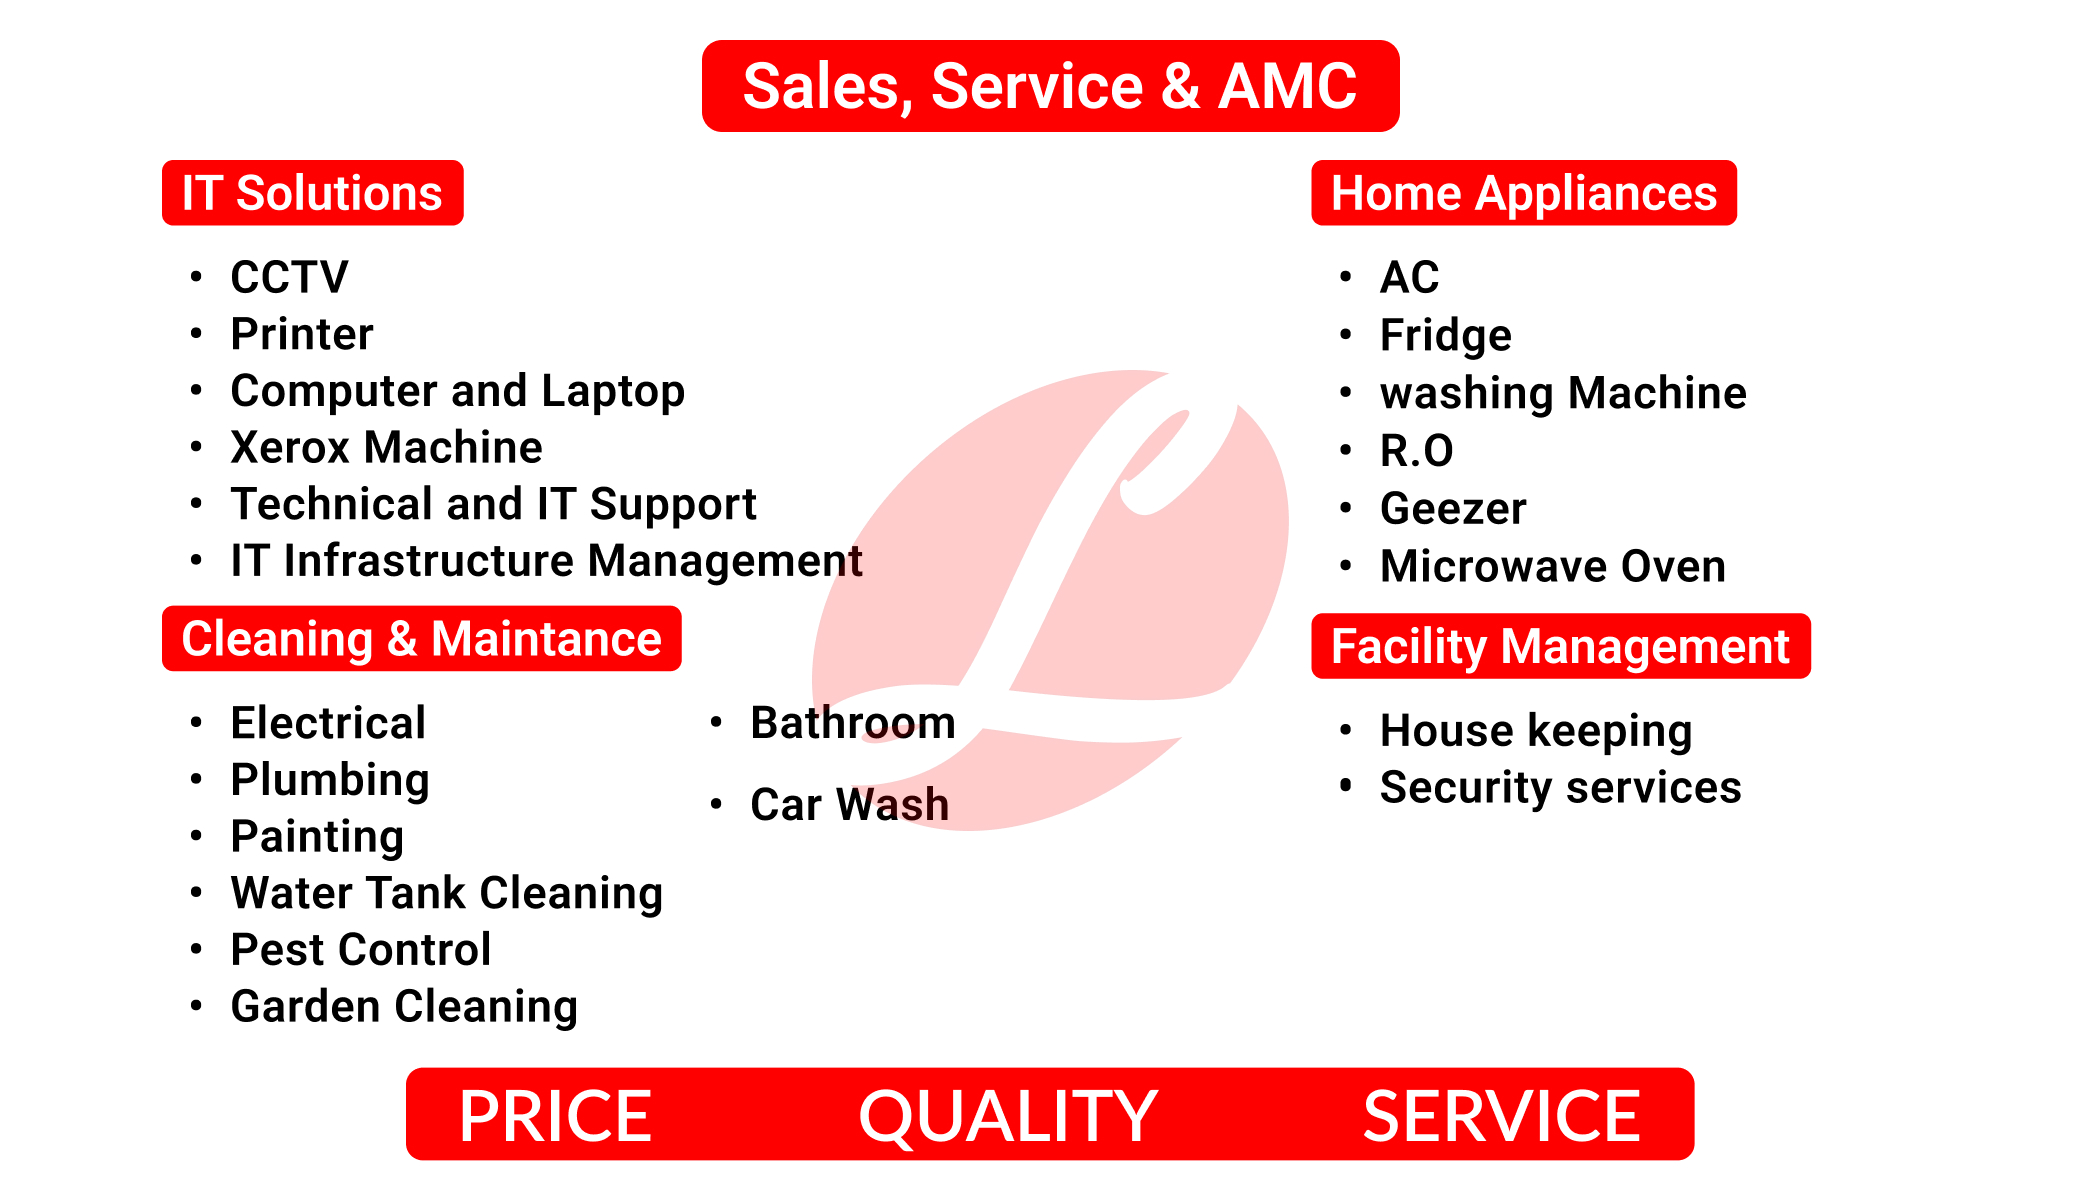 Sales, Service & AMC
IT Solutions
• CCTV
• Printer
• Computer and Laptop
• Xerox Machine
• Technical and IT Support
• IT Infrastructure Management
Cleaning & Maintance
• Electrical
• Plumbing
• Painting
• Water Tank Cleaning
• Pest Control
• Garden Cleaning
• Bathroom
• Car Wash
Home Appliances
• AC
• Fridge
• washing Machine
• R.O
• Geezer
• Microwave Oven
Facility Management
• House keeping
• Security services
L
PRICE QUALITY SERVICE